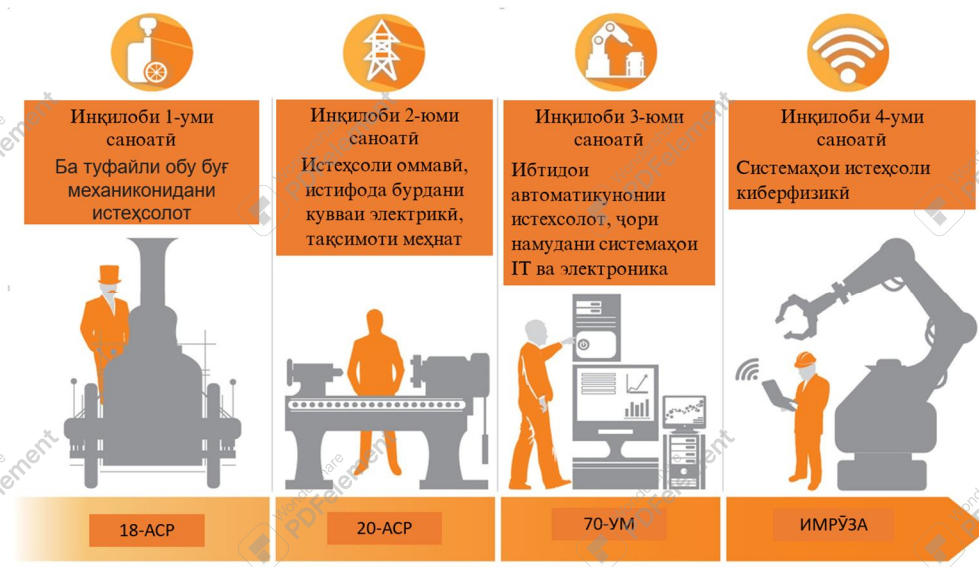 Инқилоби 1-уми
саноатӣ
Ба туфайли обу буғ
механиконидани
истеҳсолот
Инқилоби 2-юми
саноатӣ
Истеҳсоли оммавӣ,
истифода бурдани
кувваи электрикӣ,
тақсимоти меҳнат
Инқилоби 3-юми
саноатӣ
Ибтидои
автоматикунонии
истехсолот, ҷори
намудани системаҳои
IT ва электроника
Инқилоби 4-уми
саноатӣ
Системаҳои истеҳсоли
киберфизикӣ
18-АСР
20-АСР
70-УМ
ИМРӮЗА
Wondershare
PDFelement